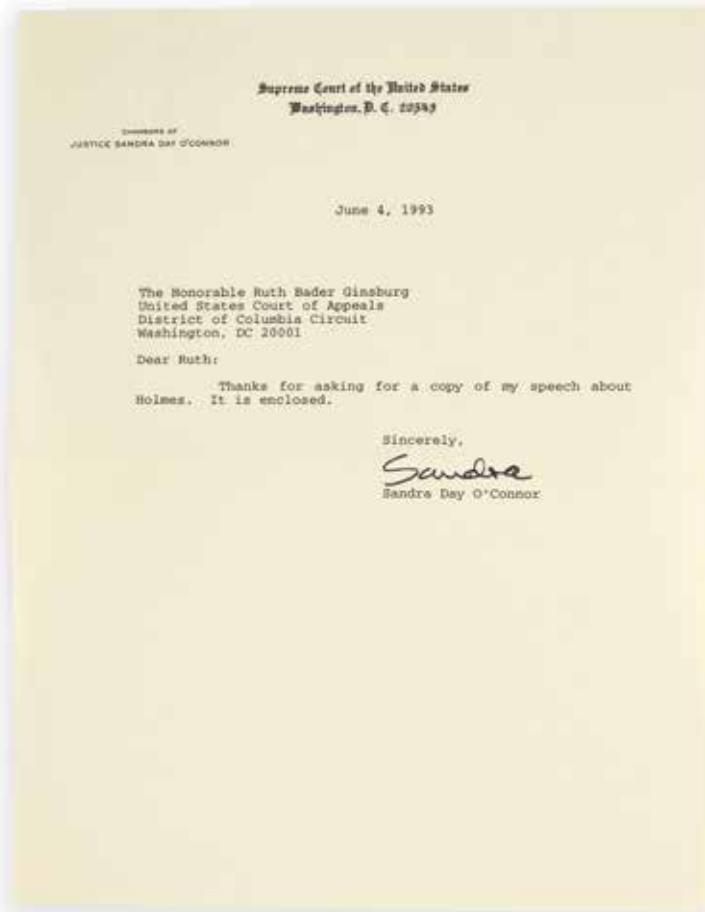 Supreme Court of the United States
Washington, D. C. 20543
CHAMBERS OF
JUSTICE SANDRA DAY O'CONNOR
June 4, 1993
The Honorable Ruth Bader Ginsburg
United States Court of Appeals
District of Columbia Circuit
Washington, DC 20001
Dear Ruth:
Thanks for asking for a copy of my speech about
Holmes. It is enclosed.
Sincerely,
Sandra
Sandra Day O'Connor